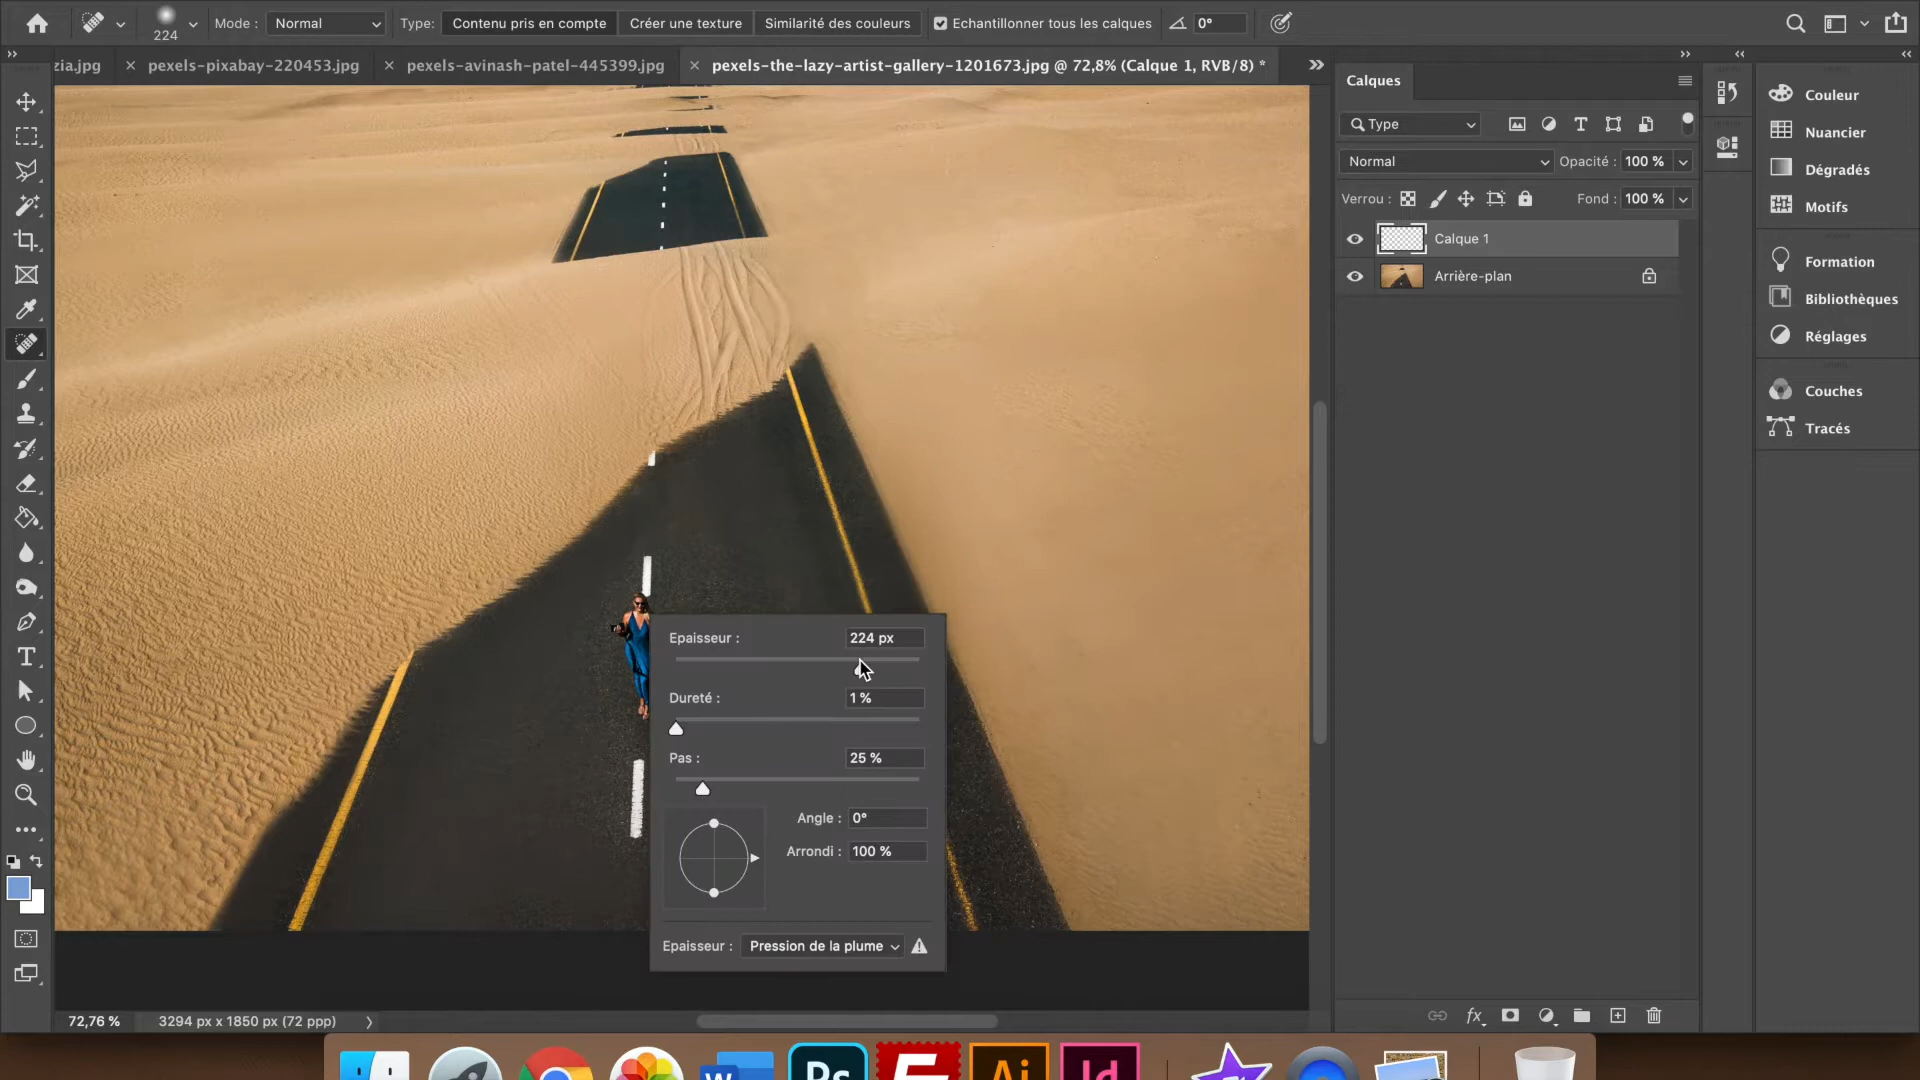 224
Mode : Normal
Type: Contenu pris en compte
Créer une texture
Similarité des couleurs
Echantillonner tous les calques
0°
zia.jpg
pexels-pixabay-220453.jpg
pexels-avinash-patel-445399.jpg
pexels-the-lazy-artist-gallery-1201673.jpg @ 72,8% (Calque 1, RVB/8) *
Calques
Type
Normal
Opacité : 100 %
Verrou :
Fond : 100 %
Calque 1
Arrière-plan
Couleur
Nuancier
Dégradés
Motifs
Formation
Bibliothèques
Réglages
Couches
Tracés
Epaisseur : 224 px
Dureté : 1 %
Pas : 25 %
Angle : 0°
Arrondi : 100 %
Epaisseur : Pression de la plume
72,76 %
3294 px x 1850 px (72 ppp)
fx
W
Ps
Ai
Id